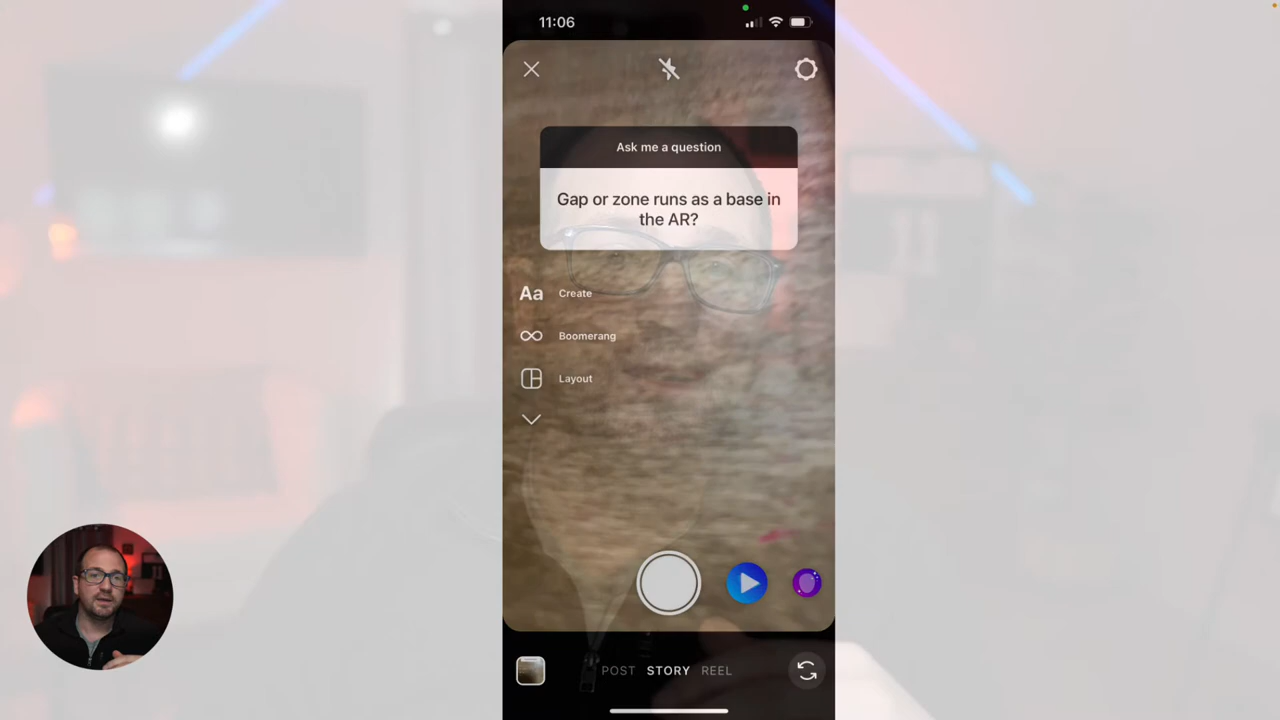 11:06
Ask me a question
Gap or zone runs as a base in
the AR?
Aa Create
Boomerang
Layout
POST STORY REEL